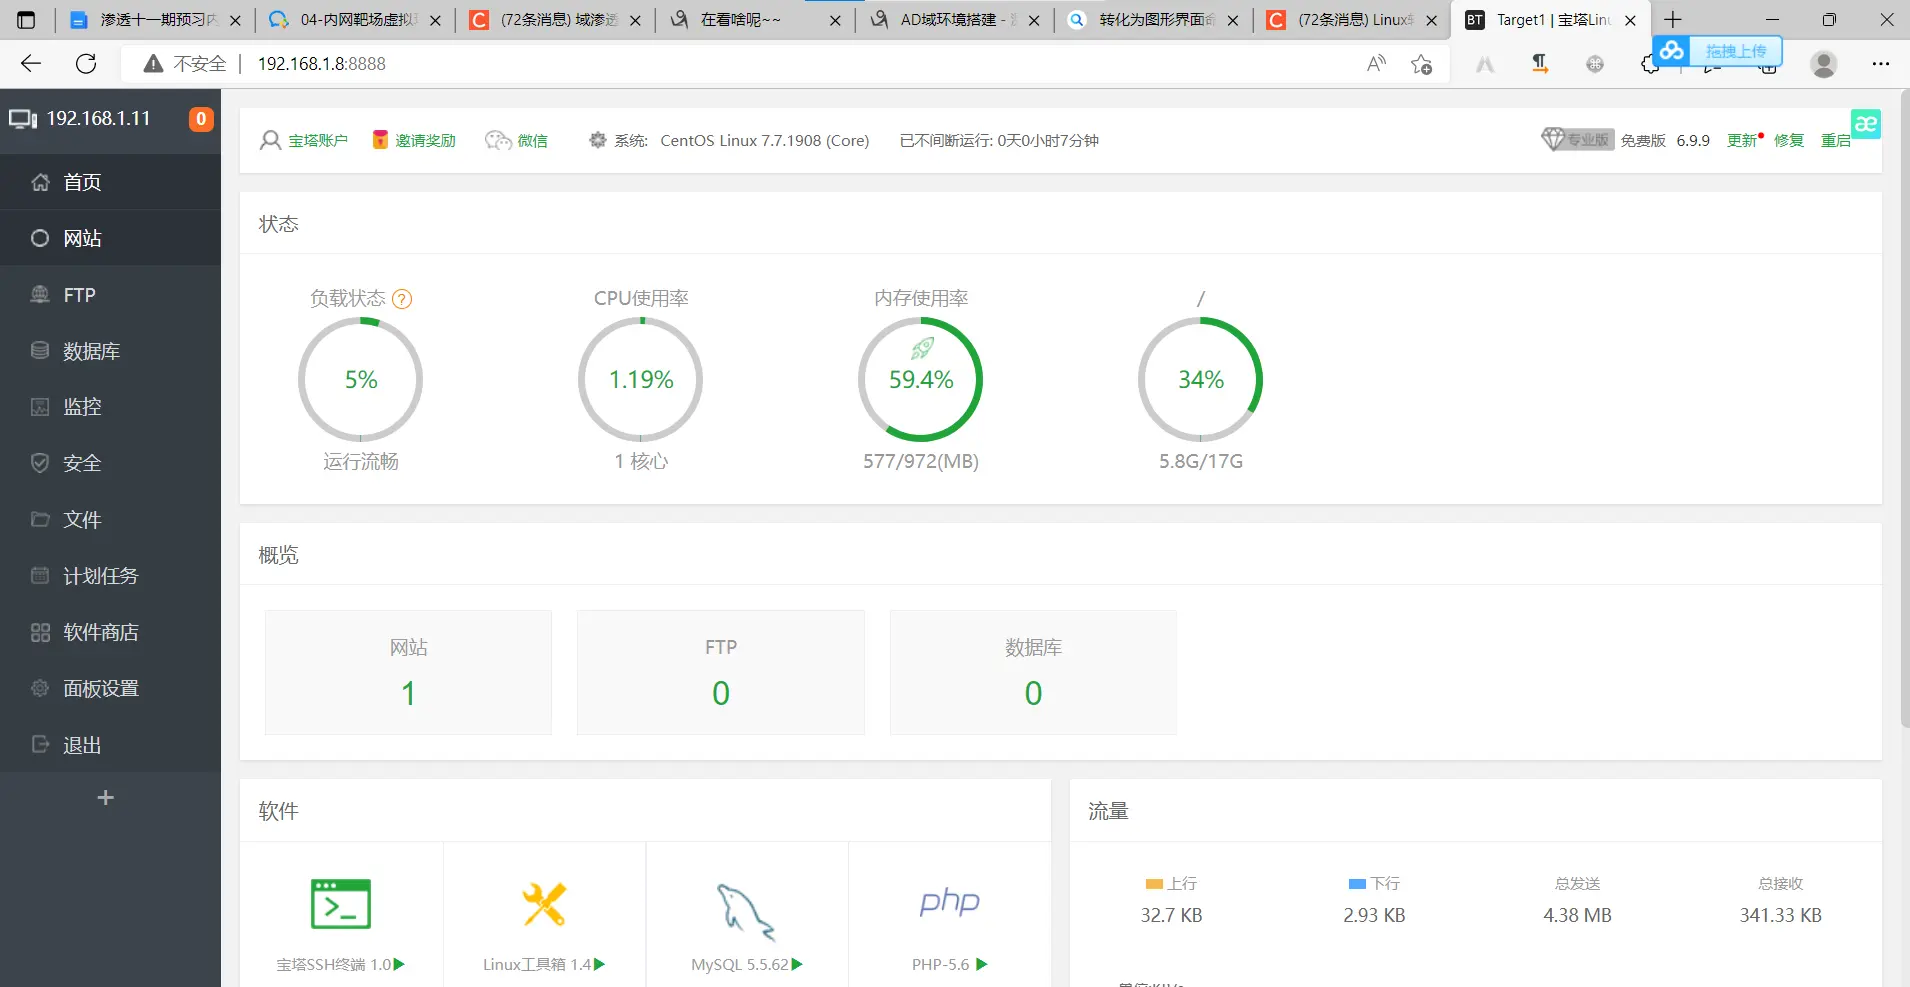 渗透十一期预习内
04-内网靶场虚拟
(72条消息) 域渗透
在看啥呢~~
AD域环境搭建 -
转化为图形界面命
(72条消息) Linux
Target1 | 宝塔Linu
不安全 192.168.1.8:8888
拖拽上传
192.168.1.11 0
首页
网站
FTP
数据库
监控
安全
文件
计划任务
软件商店
面板设置
退出
宝塔账户 邀请奖励 微信 系统: CentOS Linux 7.7.1908 (Core) 已不间断运行: 0天0小时7分钟 专业版 免费版 6.9.9 更新 修复 重启
状态
负载状态 ?
5%
运行流畅
CPU使用率
1.19%
1 核心
内存使用率
59.4%
577/972(MB)
/
34%
5.8G/17G
概览
网站
1
FTP
0
数据库
0
软件
宝塔SSH终端 1.0
Linux工具箱 1.4
MySQL 5.5.62
php
PHP-5.6
流量
上行
32.7 KB
下行
2.93 KB
总发送
4.38 MB
总接收
341.33 KB